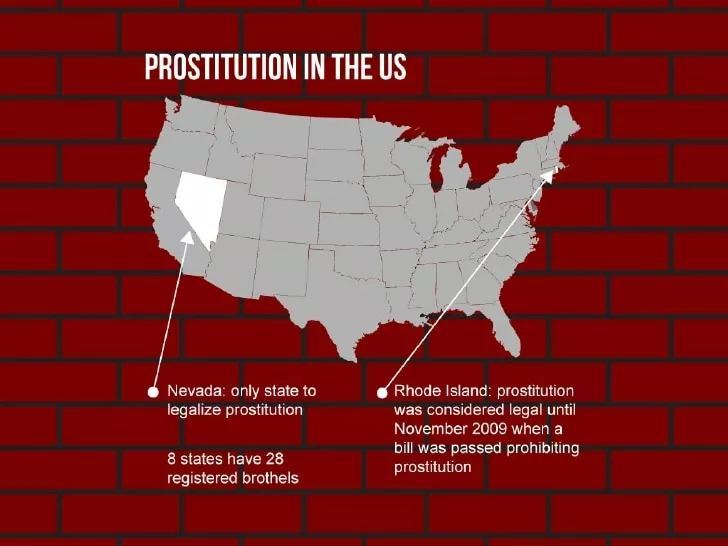 PROSTITUTION IN THE US
Nevada: only state to
legalize prostitution
8 states have 28
registered brothels
Rhode Island: prostitution
was considered legal until
November 2009 when a
bill was passed prohibiting
prostitution